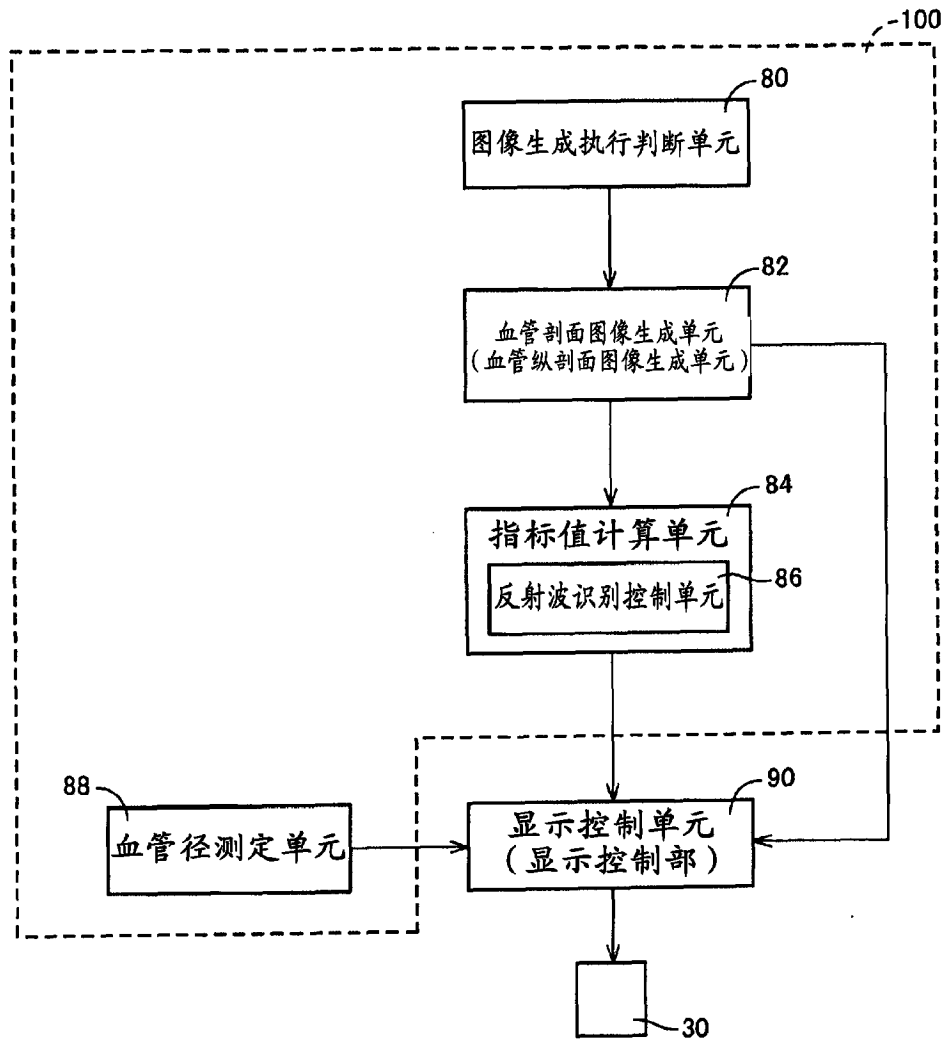 100
80
图像生成执行判断单元
82
血管剖面图像生成单元
(血管纵剖面图像生成单元)
84
指标值计算单元
86
反射波识别控制单元
88
血管径测定单元
90
显示控制单元
(显示控制部)
30